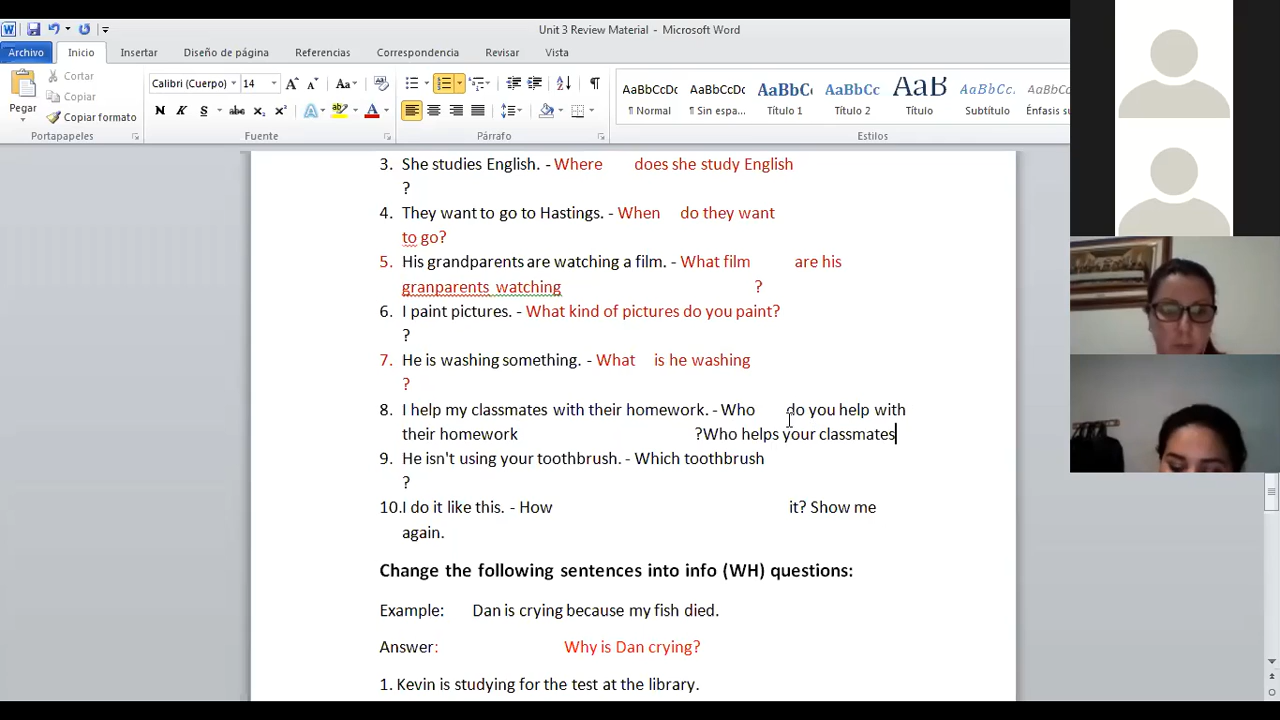 Unit 3 Review Material - Microsoft Word
Archivo Inicio Insertar Diseño de página Referencias Correspondencia Revisar Vista
Pegar
Cortar
Copiar
Copiar formato
Calibri (Cuerpo) 14
N K S abc x₂ x²
AaBbCcDc AaBbCcDc AaBbC AaBbCc AaB AaBbCc. AaBbCcD
¶ Normal ¶ Sin espa... Título 1 Título 2 Título Subtítulo Énfasis su
Portapapeles Fuente Párrafo Estilos
3. She studies English. - Where does she study English
?
4. They want to go to Hastings. - When do they want
to go?
5. His grandparents are watching a film. - What film are his
granparents watching ?
6. I paint pictures. - What kind of pictures do you paint?
?
7. He is washing something. - What is he washing
?
8. I help my classmates with their homework. - Who do you help with
their homework ?Who helps your classmates
9. He isn't using your toothbrush. - Which toothbrush
?
10.I do it like this. - How it? Show me
again.
Change the following sentences into info (WH) questions:
Example: Dan is crying because my fish died.
Answer: Why is Dan crying?
1. Kevin is studying for the test at the library.